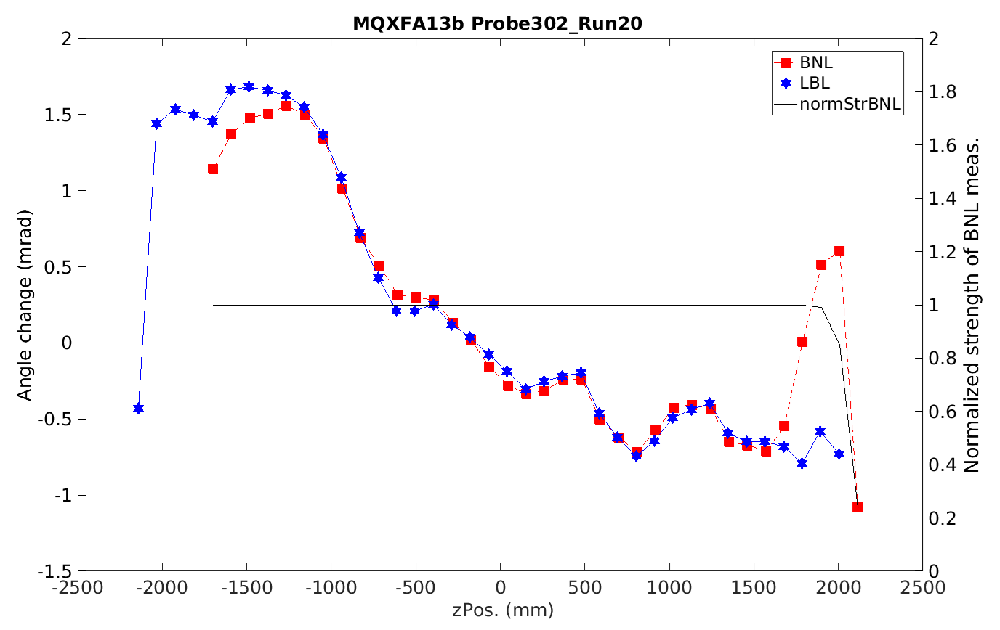 MQXFA13b Probe302_Run20
BNL
LBL
normStrBNL
Angle change (mrad)
2
1.5
1
0.5
0
-0.5
-1
-1.5
Normalized strength of BNL meas.
2
1.8
1.6
1.4
1.2
1
0.8
0.6
0.4
0.2
0
-2500 -2000 -1500 -1000 -500 0 500 1000 1500 2000 2500
zPos. (mm)